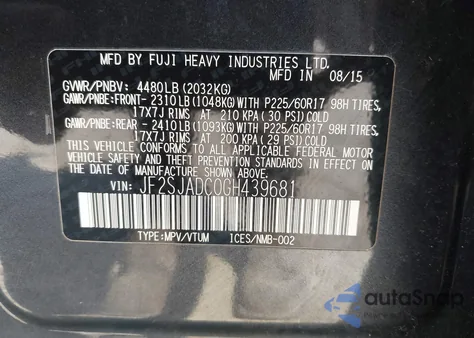 MFD BY FUJI HEAVY INDUSTRIES LTD.
MFD IN 08/15
GVWR/PNBV: 4480LB (2032KG)
GAWR/PNBE:FRONT- 2310LB(1048KG)WITH P225/60R17 98H TIRES,
17X7J RIMS AT 210 KPA( 30 PSI)COLD
GAWR/PNBE:REAR - 2410LB(1093KG)WITH P225/60R17 98H TIRES,
17X7J RIMS AT 200 KPA( 29 PSI)COLD
THIS VEHICLE CONFORMS TO ALL APPLICABLE FEDERAL MOTOR
VEHICLE SAFETY BUMPER, AND THEFT PREVENTION STANDARDS IN EFFECT ON THE
DATE OF MANUFACTURE SHOWN ABOVE.
VIN: JF2SJADC0GH439681
TYPE:MPV/VTUM ICES/NMB-002
autoSnap